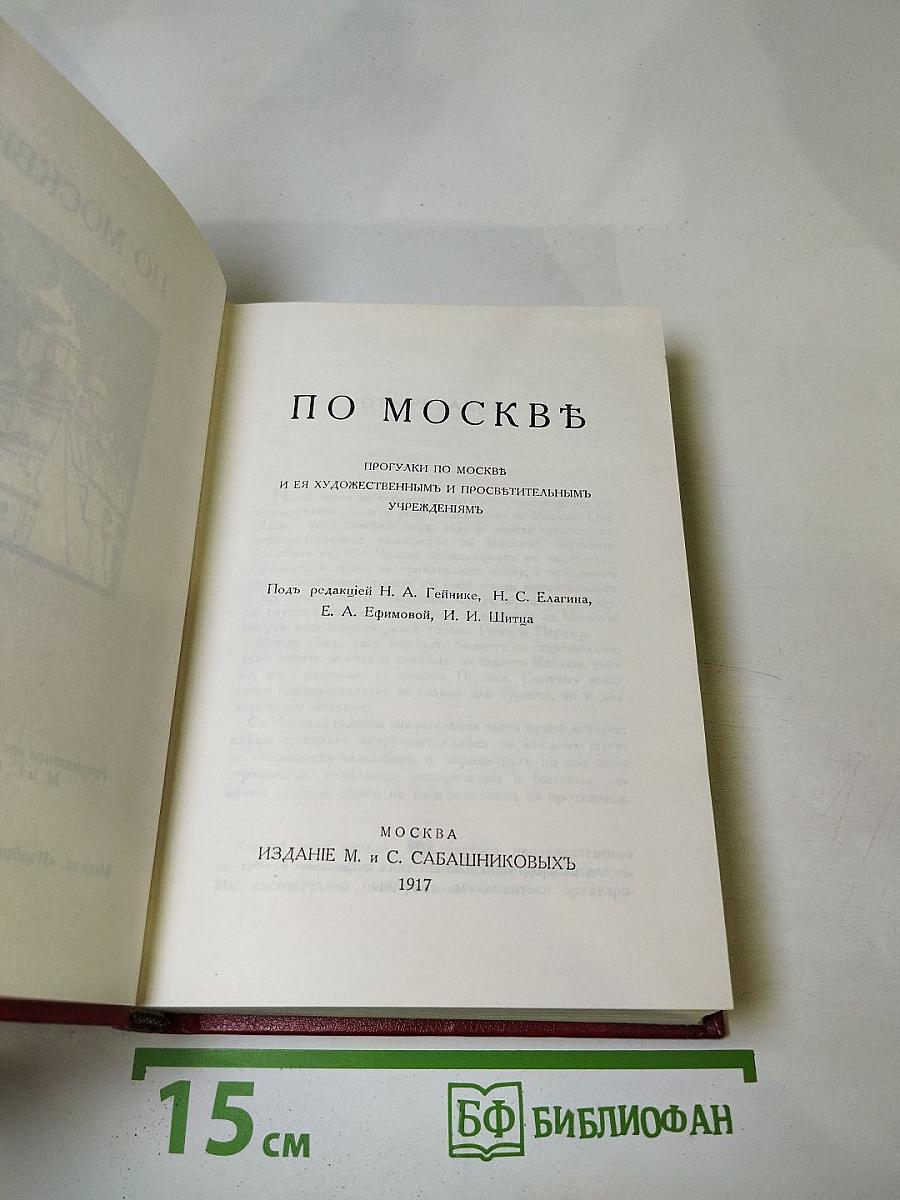 ПО МОСКВѢ
ПРОГУЛКИ ПО МОСКВѢ
И ЕЯ ХУДОЖЕСТВЕННЫМЪ И ПРОСВѢТИТЕЛЬНЫМЪ
УЧРЕЖДЕНІЯМЪ
Подъ редакціей Н. А. Гейнике, Н. С. Елагина,
Е. А. Ефимовой, И. И. Шитца
МОСКВА
ИЗДАНІЕ М. и С. САБАШНИКОВЫХЪ
1917
15 см
БФ БИБЛИОФАН